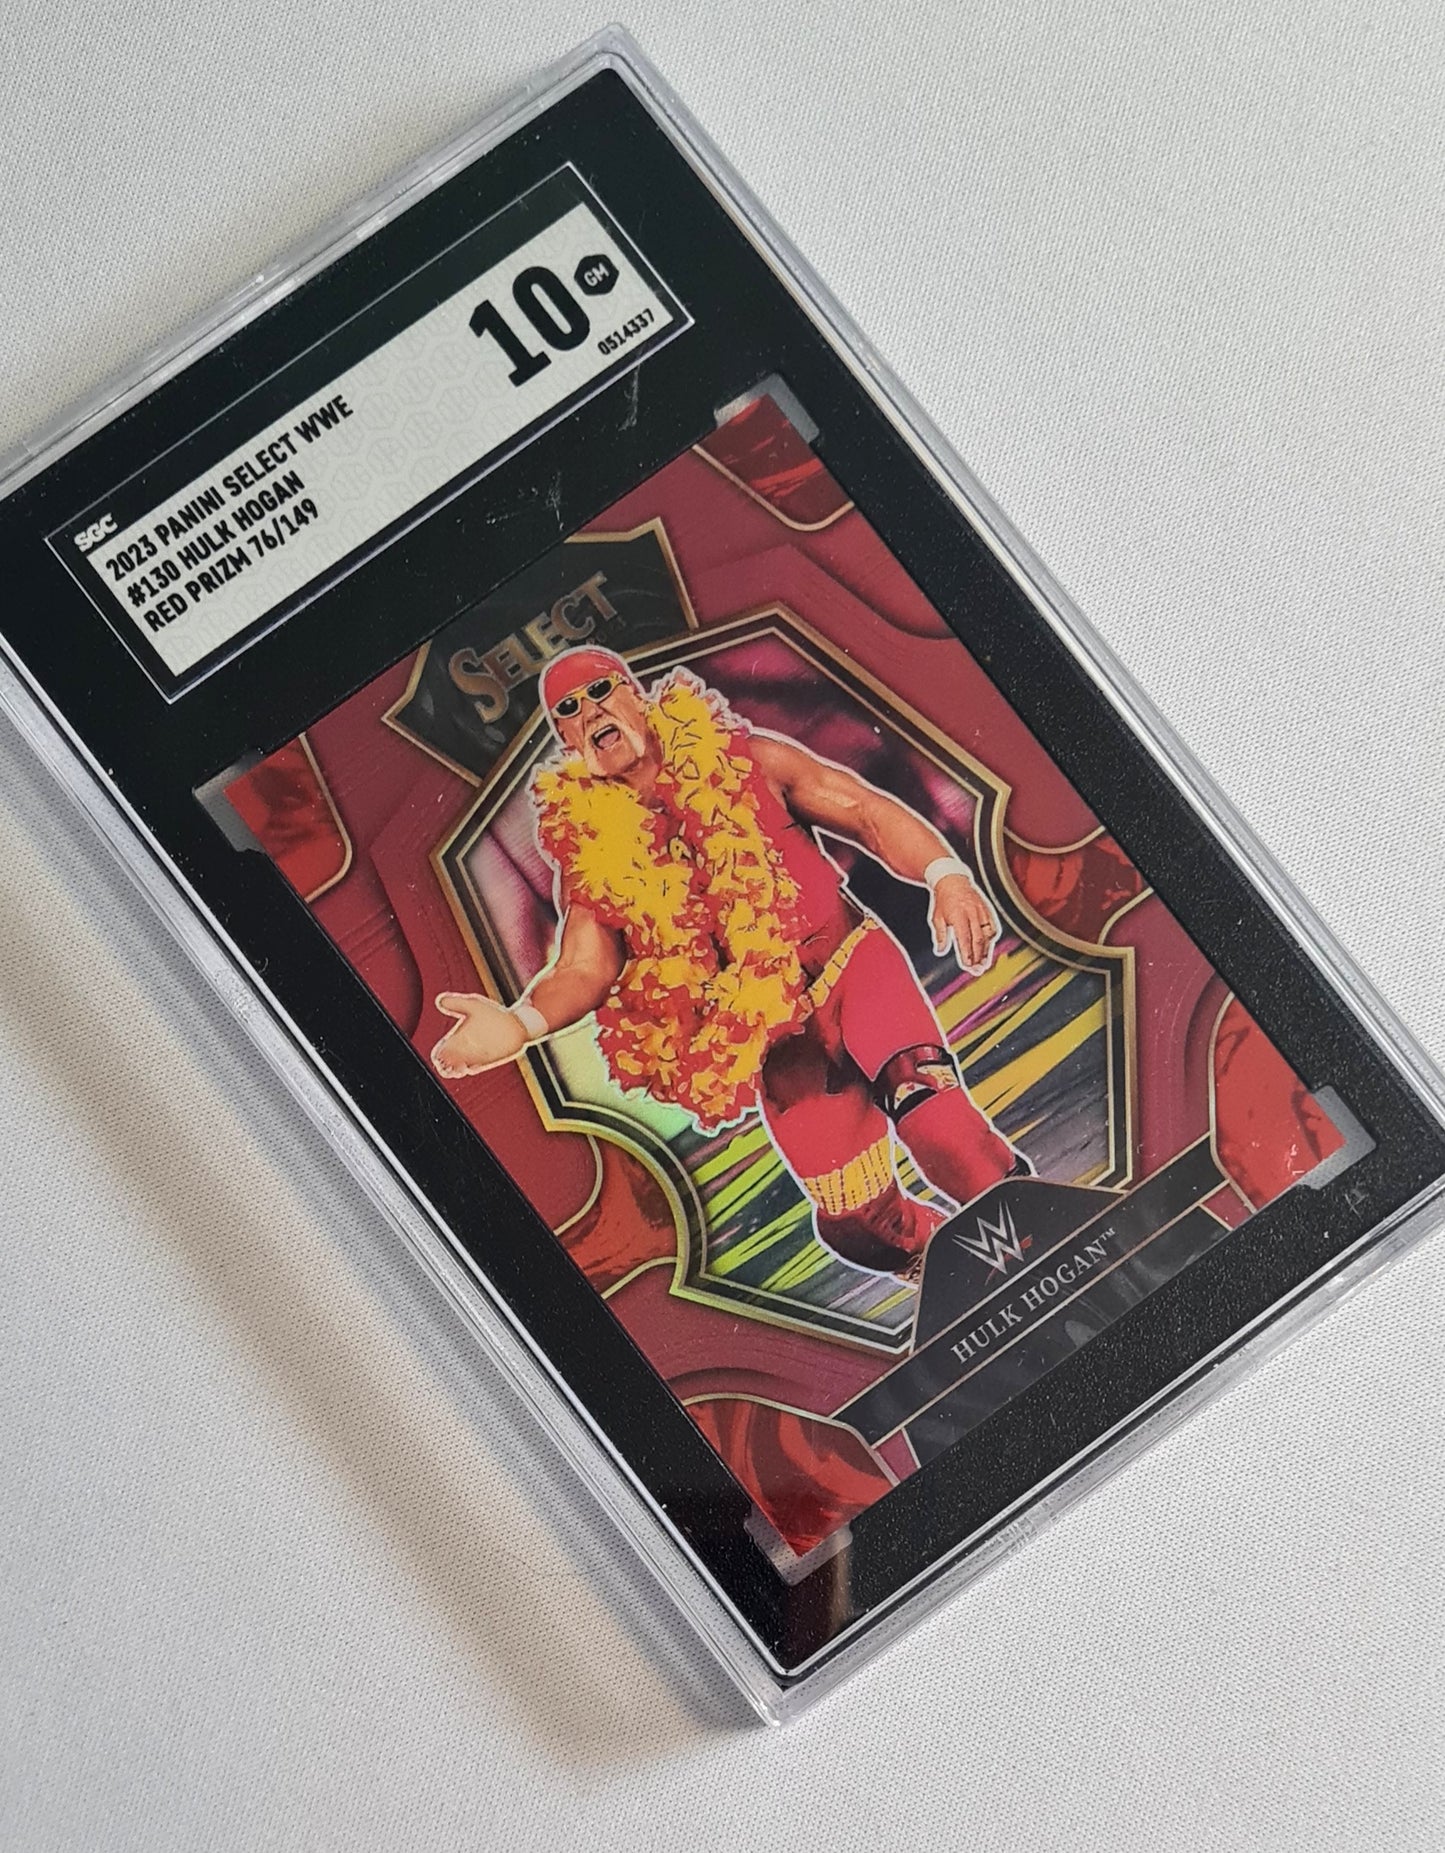 SGC
2023 PANINI SELECT WWE
#130 HULK HOGAN
RED PRIZM 76/149
10
GM
0514337
SELECT
W
HULK HOGAN™